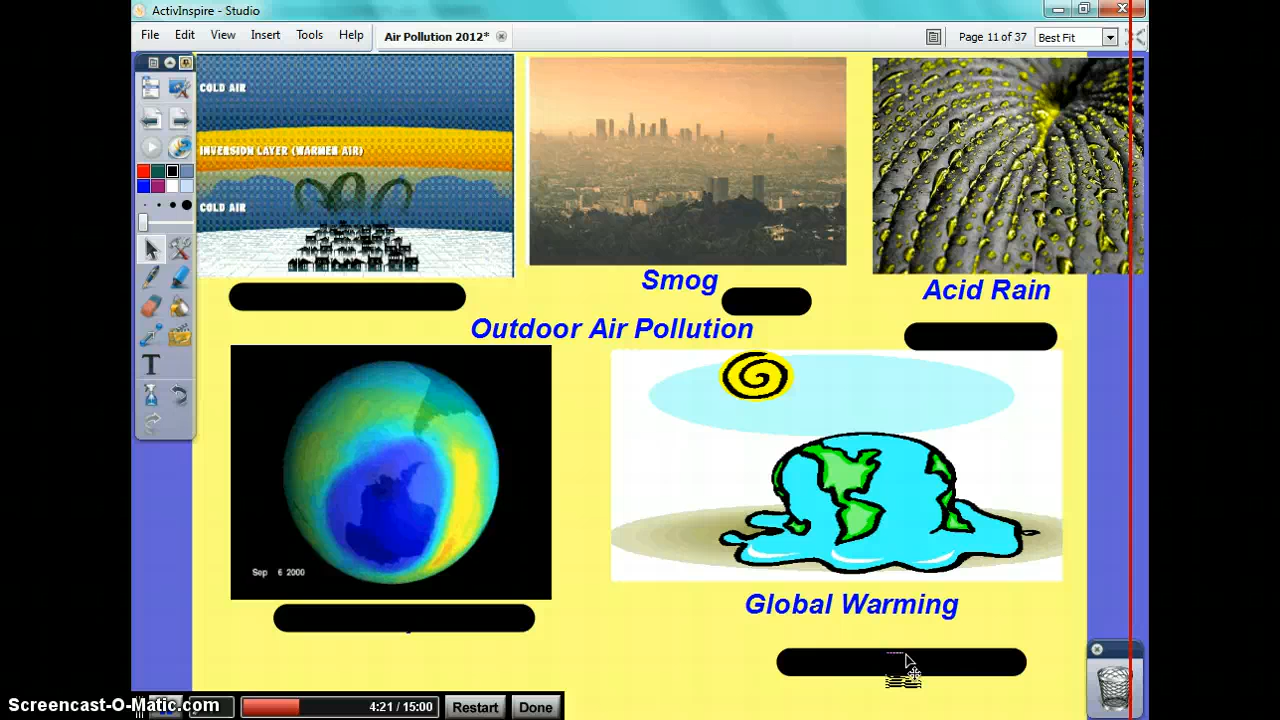 ActivInspire - Studio
File Edit View Insert Tools Help
Air Pollution 2012*
Page 11 of 37
Best Fit
COLD AIR
INVERSION LAYER (WARMER AIR)
COLD AIR
Smog
Acid Rain
Outdoor Air Pollution
Sep 6 2000
Global Warming
T
Screencast-O-Matic.com
4:21 / 15:00
Restart
Done